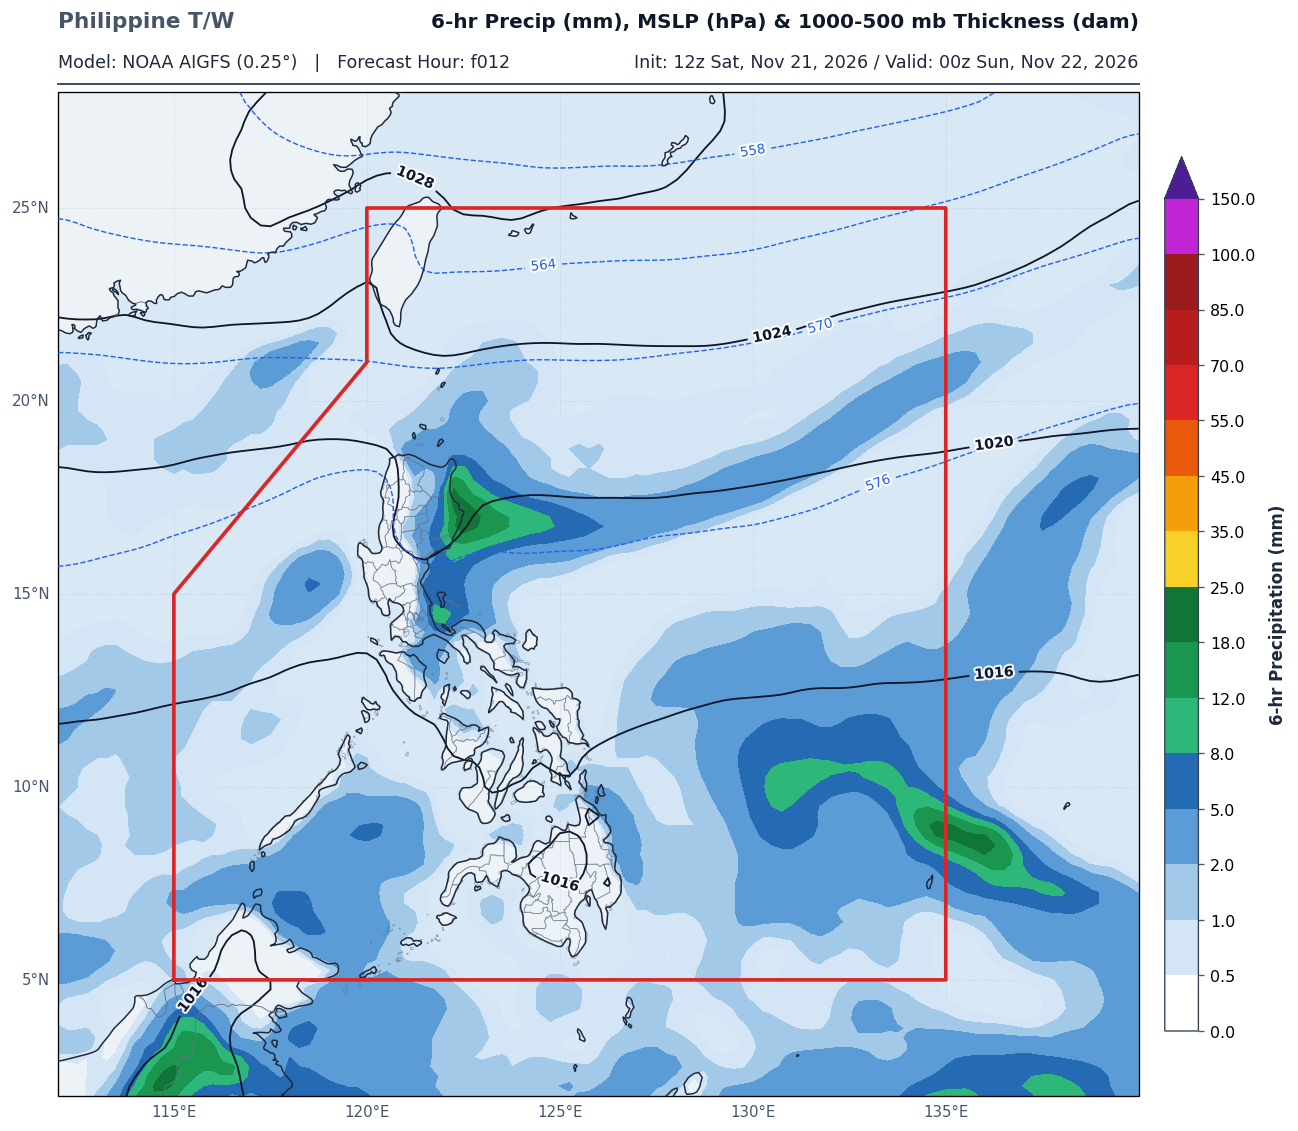 Philippine T/W
6-hr Precip (mm), MSLP (hPa) & 1000-500 mb Thickness (dam)
Model: NOAA AIGFS (0.25°) | Forecast Hour: f012
Init: 12z Sat, Nov 21, 2026 / Valid: 00z Sun, Nov 22, 2026
558
1028
25°N
564
1024
570
20°N
1020
576
15°N
1016
10°N
1016
5°N
1016
115°E
120°E
125°E
130°E
135°E
150.0
100.0
85.0
70.0
55.0
45.0
35.0
25.0
18.0
12.0
8.0
5.0
2.0
1.0
0.5
0.0
6-hr Precipitation (mm)